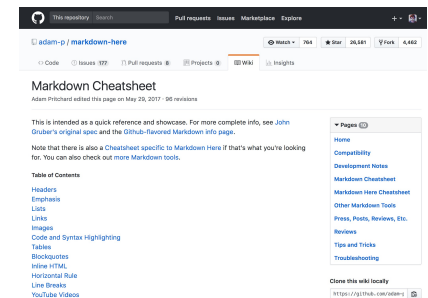 This repository Search Pull requests Issues Marketplace Explore
adam-p / markdown-here
Watch 764 Star 26,581 Fork 4,482
Code Issues 177 Pull requests 8 Projects 0 Wiki Insights
Markdown Cheatsheet
Adam Pritchard edited this page on May 29, 2017 · 96 revisions
This is intended as a quick reference and showcase. For more complete info, see John
Gruber's original spec and the Github-flavored Markdown info page.
Note that there is also a Cheatsheet specific to Markdown Here if that's what you're looking
for. You can also check out more Markdown tools.
Table of Contents
Headers
Emphasis
Lists
Links
Images
Code and Syntax Highlighting
Tables
Blockquotes
Inline HTML
Horizontal Rule
Line Breaks
YouTube Videos
Pages 10
Home
Compatibility
Development Notes
Markdown Cheatsheet
Markdown Here Cheatsheet
Other Markdown Tools
Press, Posts, Reviews, Etc.
Reviews
Tips and Tricks
Troubleshooting
Clone this wiki locally
https://github.com/adam-p